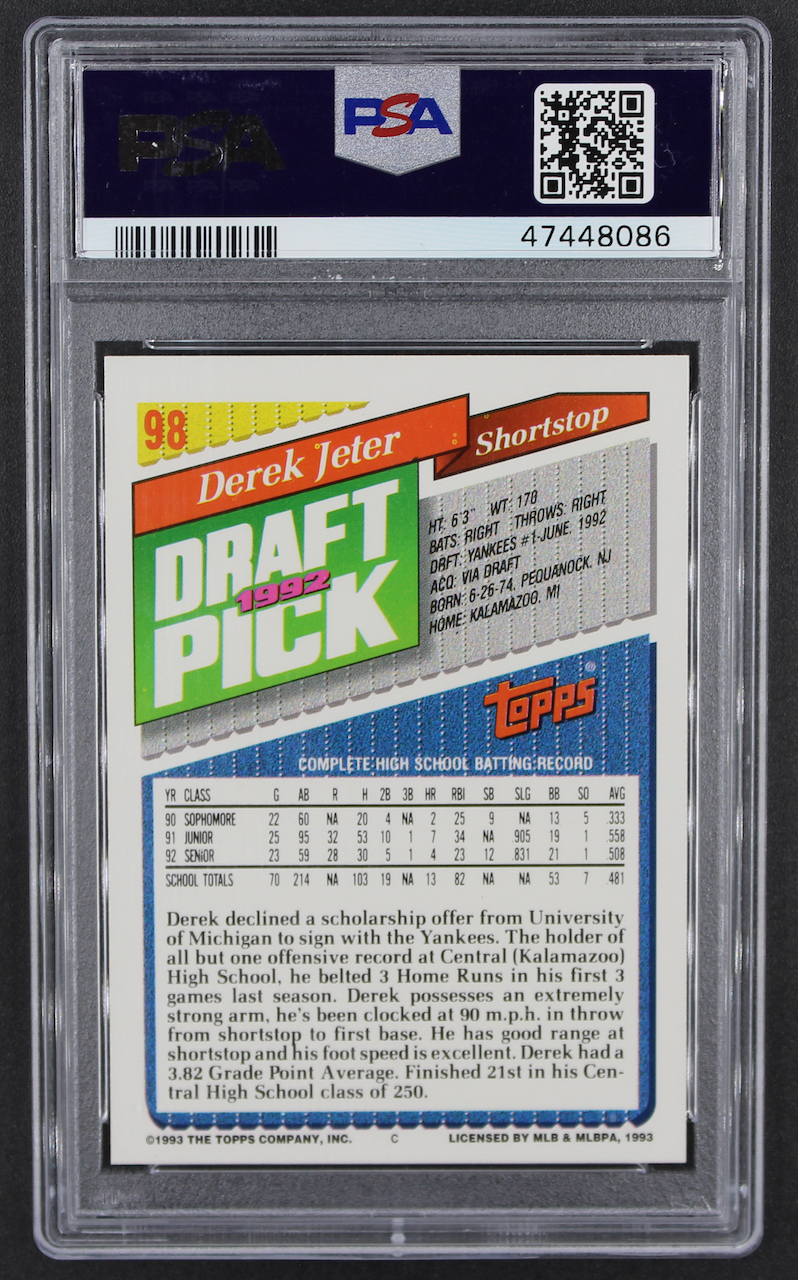 PSA
PSA
47448086
98
Derek Jeter
Shortstop
DRAFT
1992
PICK
HT: 6'3" WT: 170
BATS: RIGHT THROWS: RIGHT
DRFT: YANKEES #1-JUNE, 1992
ACQ: VIA DRAFT
BORN: 6-26-74, PEQUANOCK, NJ
HOME: KALAMAZOO, MI
TOPPS®
COMPLETE HIGH SCHOOL BATTING RECORD
YR CLASS G AB R H 2B 3B HR RBI SB SLG BB SO AVG
90 SOPHOMORE 22 60 NA 20 4 NA 2 25 9 NA 13 5 .333
91 JUNIOR 25 95 32 53 10 1 7 34 NA .905 19 1 .558
92 SENIOR 23 59 28 30 5 1 4 23 12 .831 21 1 .508
SCHOOL TOTALS 70 214 NA 103 19 NA 13 82 NA NA 53 7 .481
Derek declined a scholarship offer from University
of Michigan to sign with the Yankees. The holder of
all but one offensive record at Central (Kalamazoo)
High School, he belted 3 Home Runs in his first 3
games last season. Derek possesses an extremely
strong arm, he's been clocked at 90 m.p.h. in throw
from shortstop to first base. He has good range at
shortstop and his foot speed is excellent. Derek had a
3.82 Grade Point Average. Finished 21st in his Cen-
tral High School class of 250.
©1993 THE TOPPS COMPANY, INC. C LICENSED BY MLB & MLBPA, 1993